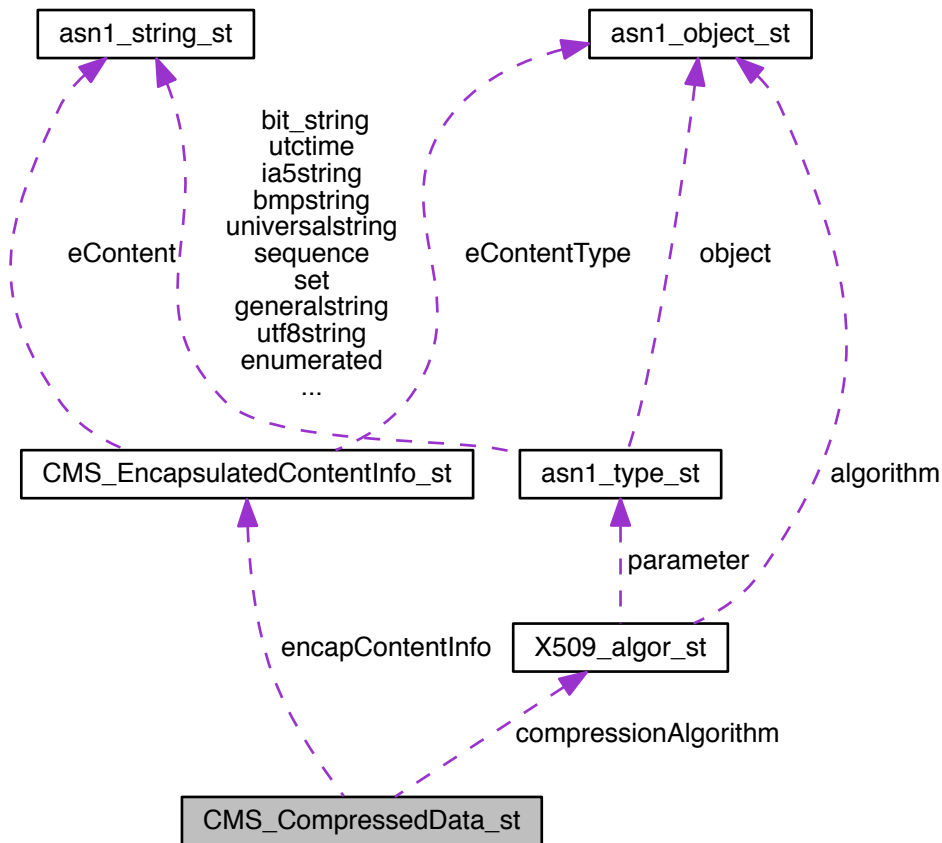 asn1_string_st
asn1_object_st
bit_string
utctime
ia5string
bmpstring
universalstring
sequence
set
generalstring
utf8string
enumerated
...
eContent
eContentType
object
CMS_EncapsulatedContentInfo_st
asn1_type_st
algorithm
parameter
encapContentInfo
X509_algor_st
compressionAlgorithm
CMS_CompressedData_st